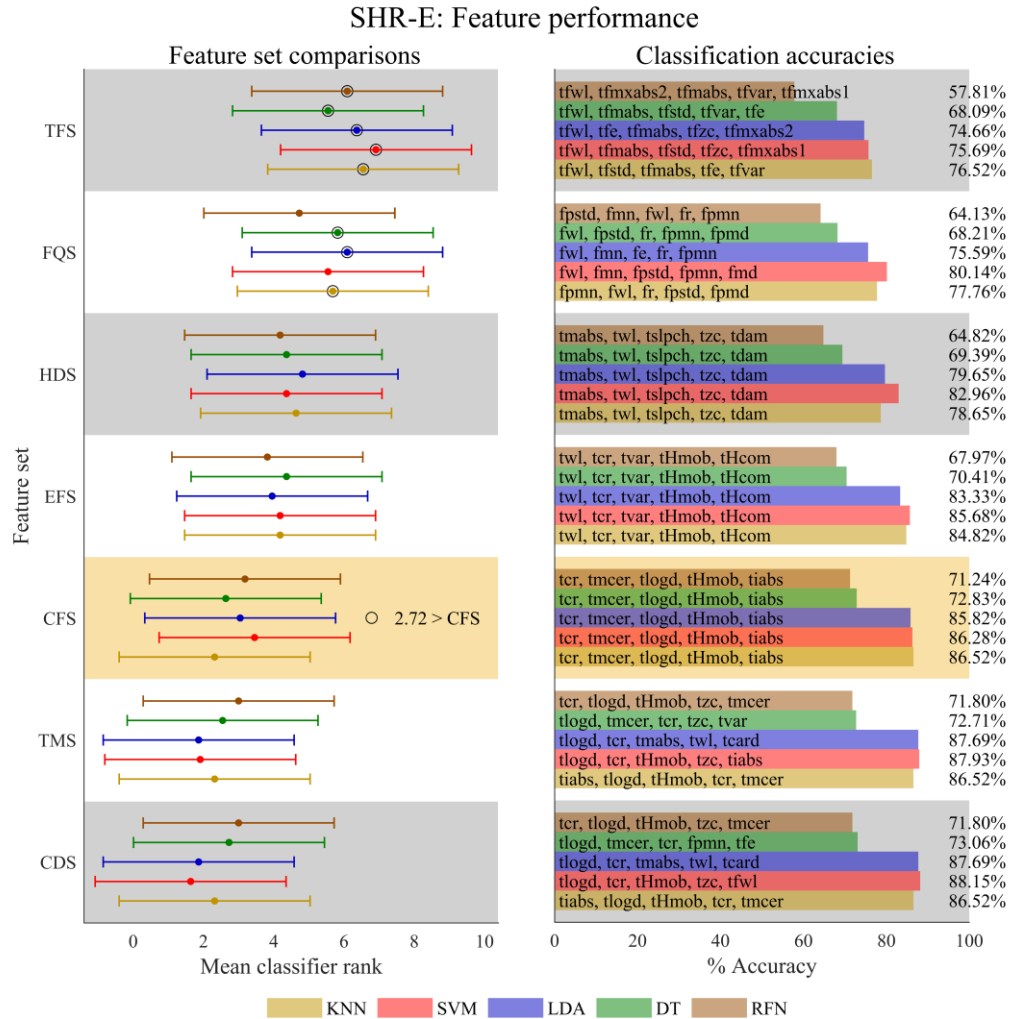 SHR-E: Feature performance
Feature set comparisons
Classification accuracies
Feature set
TFS
tfwl, tfmxabs2, tfmabs, tfvar, tfmxabs1 57.81%
tfwl, tfmabs, tfstd, tfvar, tfe 68.09%
tfwl, tfe, tfmabs, tfzc, tfmxabs2 74.66%
tfwl, tfmabs, tfstd, tfzc, tfmxabs1 75.69%
tfwl, tfstd, tfmabs, tfe, tfvar 76.52%
FQS
fpstd, fmn, fwl, fr, fpmn 64.13%
fwl, fpstd, fr, fpmn, fpmd 68.21%
fwl, fmn, fe, fr, fpmn 75.59%
fwl, fmn, fpstd, fpmn, fmd 80.14%
fpmn, fwl, fr, fpstd, fpmd 77.76%
HDS
tmabs, twl, tslpch, tzc, tdam 64.82%
tmabs, twl, tslpch, tzc, tdam 69.39%
tmabs, twl, tslpch, tzc, tdam 79.65%
tmabs, twl, tslpch, tzc, tdam 82.96%
tmabs, twl, tslpch, tzc, tdam 78.65%
EFS
twl, tcr, tvar, tHmob, tHcom 67.97%
twl, tcr, tvar, tHmob, tHcom 70.41%
twl, tcr, tvar, tHmob, tHcom 83.33%
twl, tcr, tvar, tHmob, tHcom 85.68%
twl, tcr, tvar, tHmob, tHcom 84.82%
CFS
2.72 > CFS
tcr, tmcer, tlogd, tHmob, tiabs 71.24%
tcr, tmcer, tlogd, tHmob, tiabs 72.83%
tcr, tmcer, tlogd, tHmob, tiabs 85.82%
tcr, tmcer, tlogd, tHmob, tiabs 86.28%
tcr, tmcer, tlogd, tHmob, tiabs 86.52%
TMS
tcr, tlogd, tHmob, tzc, tmcer 71.80%
tlogd, tmcer, tcr, tzc, tvar 72.71%
tlogd, tcr, tmabs, twl, tcard 87.69%
tlogd, tcr, tHmob, tzc, tiabs 87.93%
tiabs, tlogd, tHmob, tcr, tmcer 86.52%
CDS
tcr, tlogd, tHmob, tzc, tmcer 71.80%
tlogd, tmcer, tcr, fpmn, tfe 73.06%
tlogd, tcr, tmabs, twl, tcard 87.69%
tlogd, tcr, tHmob, tzc, tfwl 88.15%
tiabs, tlogd, tHmob, tcr, tmcer 86.52%
0 2 4 6 8 10
Mean classifier rank
0 20 40 60 80 100
% Accuracy
KNN SVM LDA DT RFN